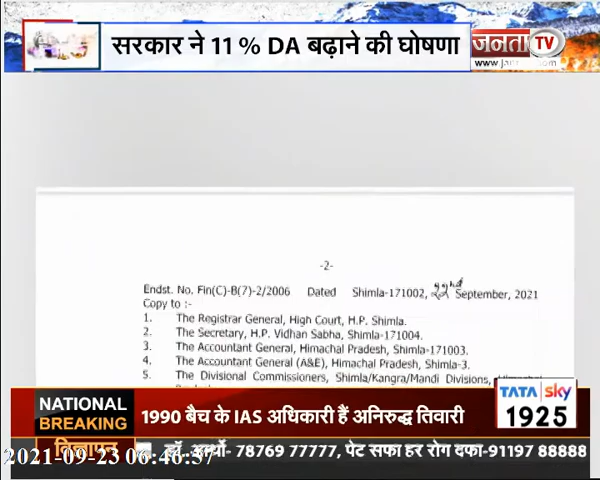 सरकार ने 11 % DA बढ़ाने की घोषणा
जनता TV
-2-
Endst. No. Fin(C)-B(7)-2/2006 Dated Shimla-171002, 22nd September, 2021
Copy to :-
1. The Registrar General, High Court, H.P. Shimla.
2. The Secretary, H.P. Vidhan Sabha, Shimla-171004.
3. The Accountant General, Himachal Pradesh, Shimla-171003.
4. The Accountant General (A&E), Himachal Pradesh, Shimla-3.
5. The Divisional Commissioners, Shimla/Kangra/Mandi Divisions,
NATIONAL
BREAKING
1990 बैच के IAS अधिकारी हैं अनिरुद्ध तिवारी
TATA sky
1925
विज्ञापन
2021-09-23 06:46:57
डॉ. आर्थो- 78769 77777, पेट सफा हर रोग दफा-91197 88888